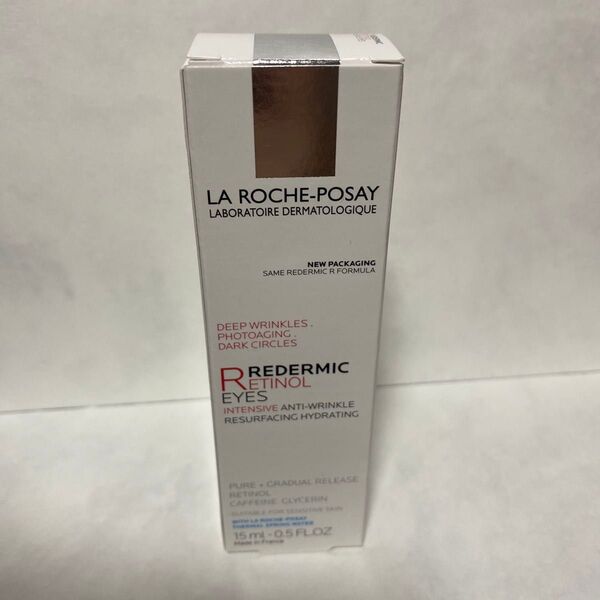 LA ROCHE-POSAY
LABORATOIRE DERMATOLOGIQUE
NEW PACKAGING
SAME REDERMIC R FORMULA
DEEP WRINKLES .
PHOTOAGING .
DARK CIRCLES
REDERMIC
RETINOL
EYES
INTENSIVE ANTI-WRINKLE
RESURFACING HYDRATING
PURE + GRADUAL RELEASE
RETINOL
CAFFEINE GLYCERIN
SUITABLE FOR SENSITIVE SKIN
WITH LA ROCHE-POSAY
THERMAL SPRING WATER
15 ml - 0.5 FL.OZ
Made in France